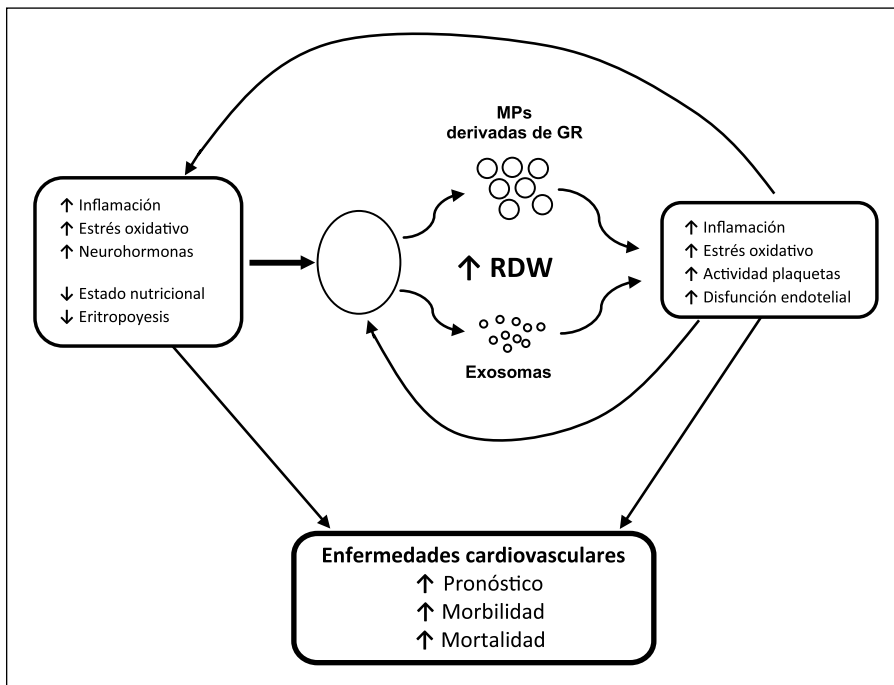 MPs
derivadas de GR
↑ Inflamación
↑ Estrés oxidativo
↑ Neurohormonas
↓ Estado nutricional
↓ Eritropoyesis
↑ RDW
Exosomas
↑ Inflamación
↑ Estrés oxidativo
↑ Actividad plaquetas
↑ Disfunción endotelial
Enfermedades cardiovasculares
↑ Pronóstico
↑ Morbilidad
↑ Mortalidad